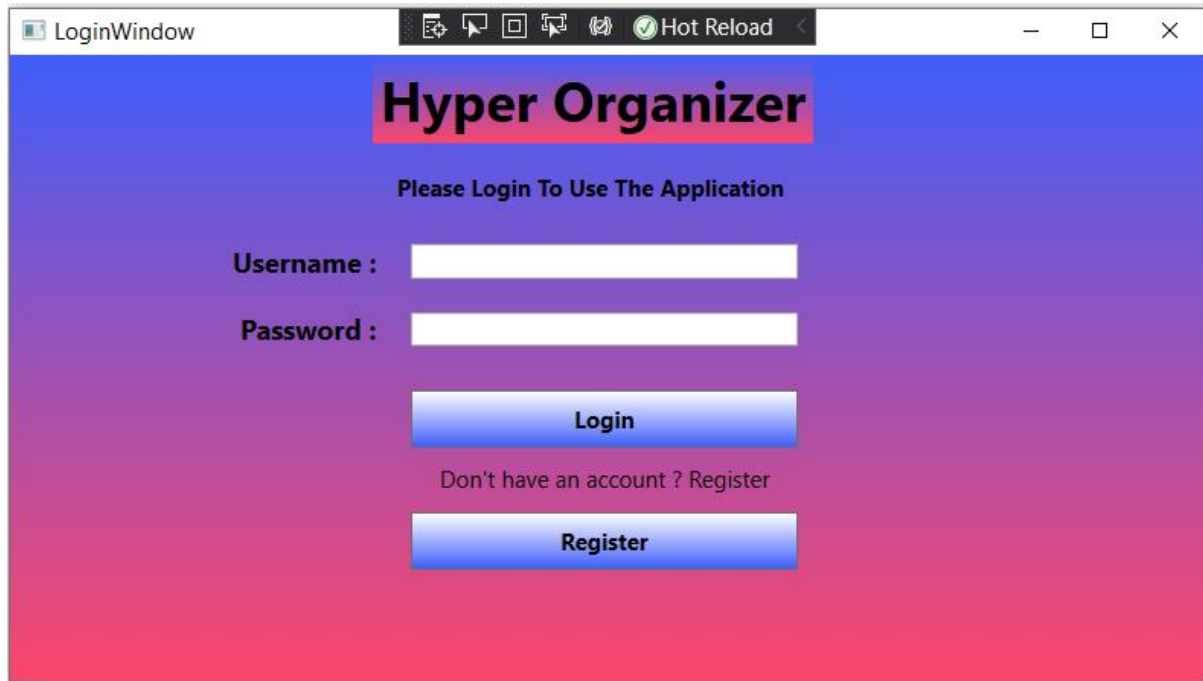 LoginWindow
Hot Reload
Hyper Organizer
Please Login To Use The Application
Username :
Password :
Login
Don't have an account ? Register
Register